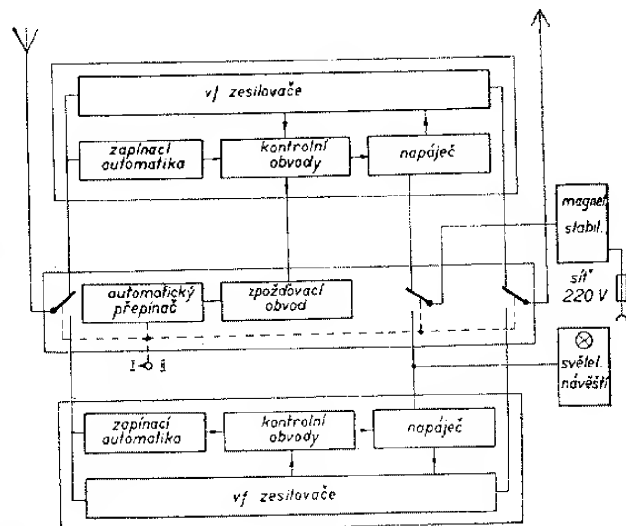 vf zesilovače
zapínací
automatika
kontrolní
obvody
napáječ
magnet.
stabil.
síť
220 V
automatický
přepínač
zpožďovací
obvod
I II
světel.
návěští
zapínací
automatika
kontrolní
obvody
napáječ
vf zesilovače